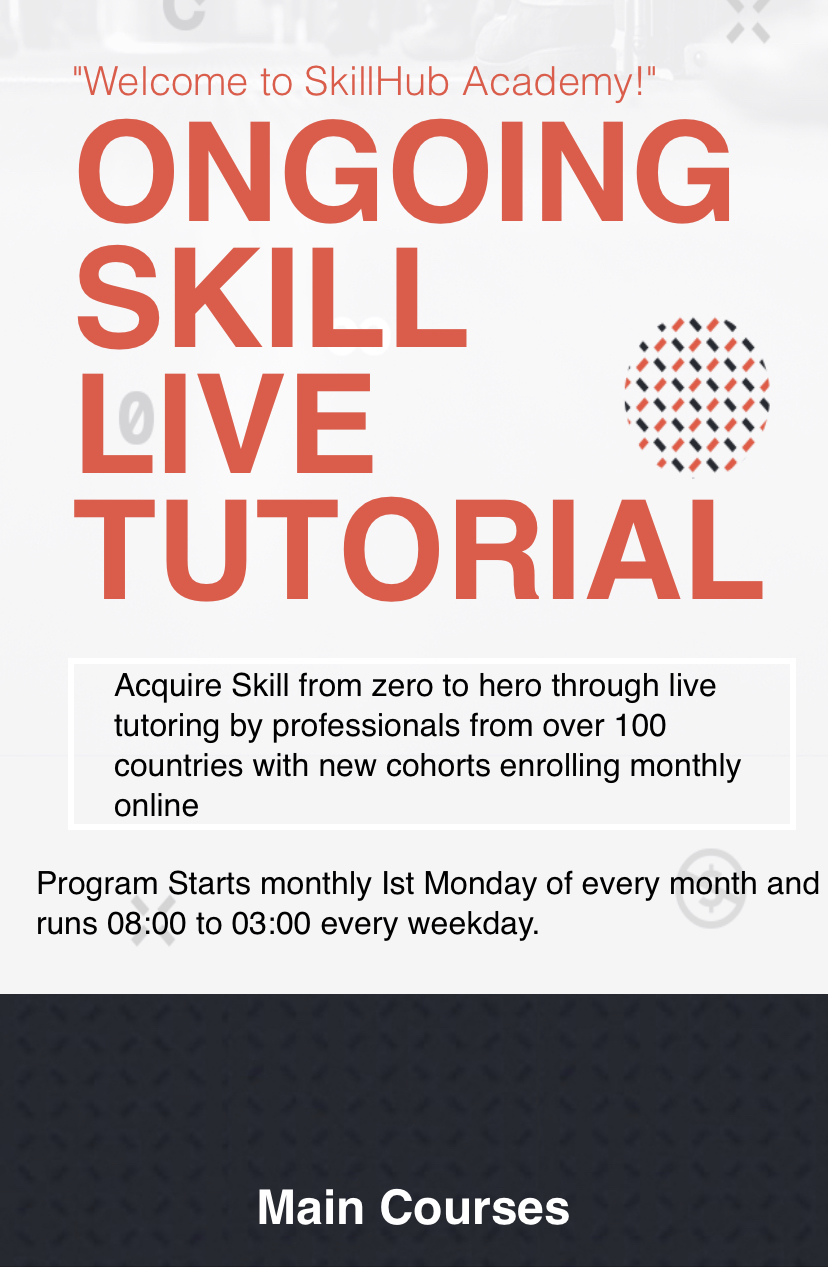 "Welcome to SkillHub Academy!"
ONGOING
SKILL
LIVE
TUTORIAL
0
Acquire Skill from zero to hero through live
tutoring by professionals from over 100
countries with new cohorts enrolling monthly
online
Program Starts monthly Ist Monday of every month and
runs 08:00 to 03:00 every weekday.
$
Main Courses